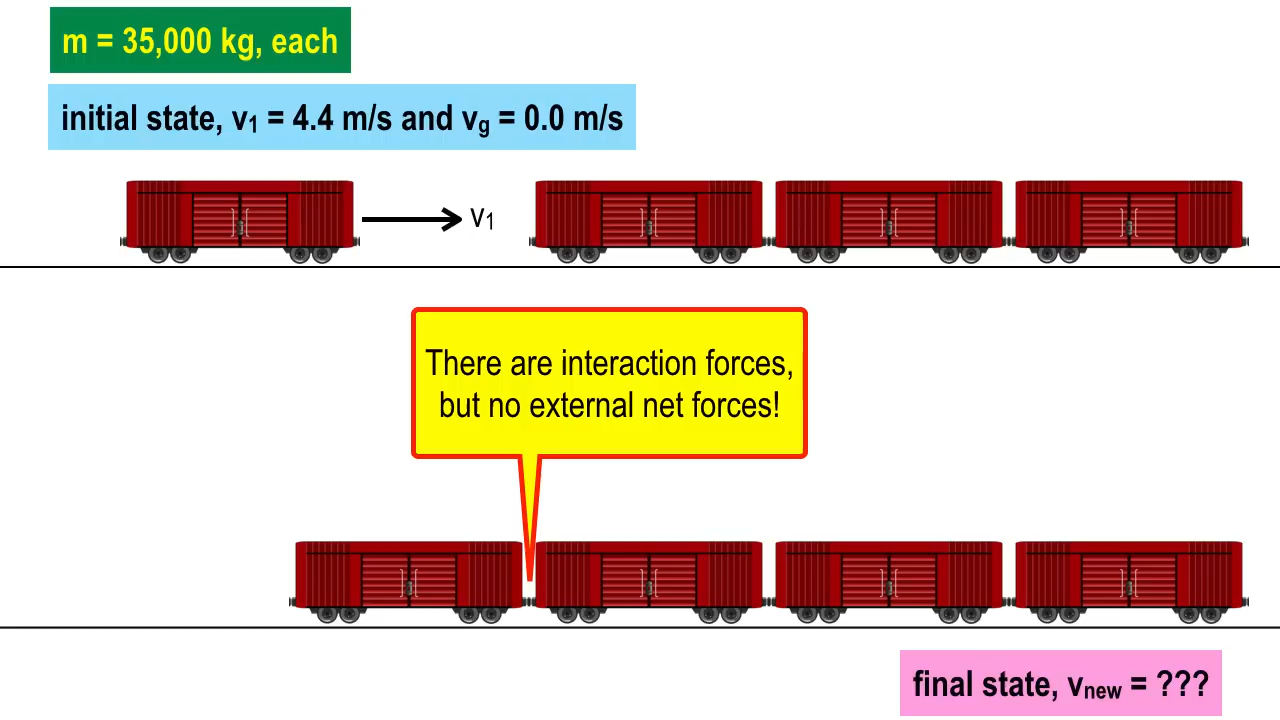 m = 35,000 kg, each
initial state, v₁ = 4.4 m/s and vg = 0.0 m/s
v₁
There are interaction forces,
but no external net forces!
final state, vnew = ???